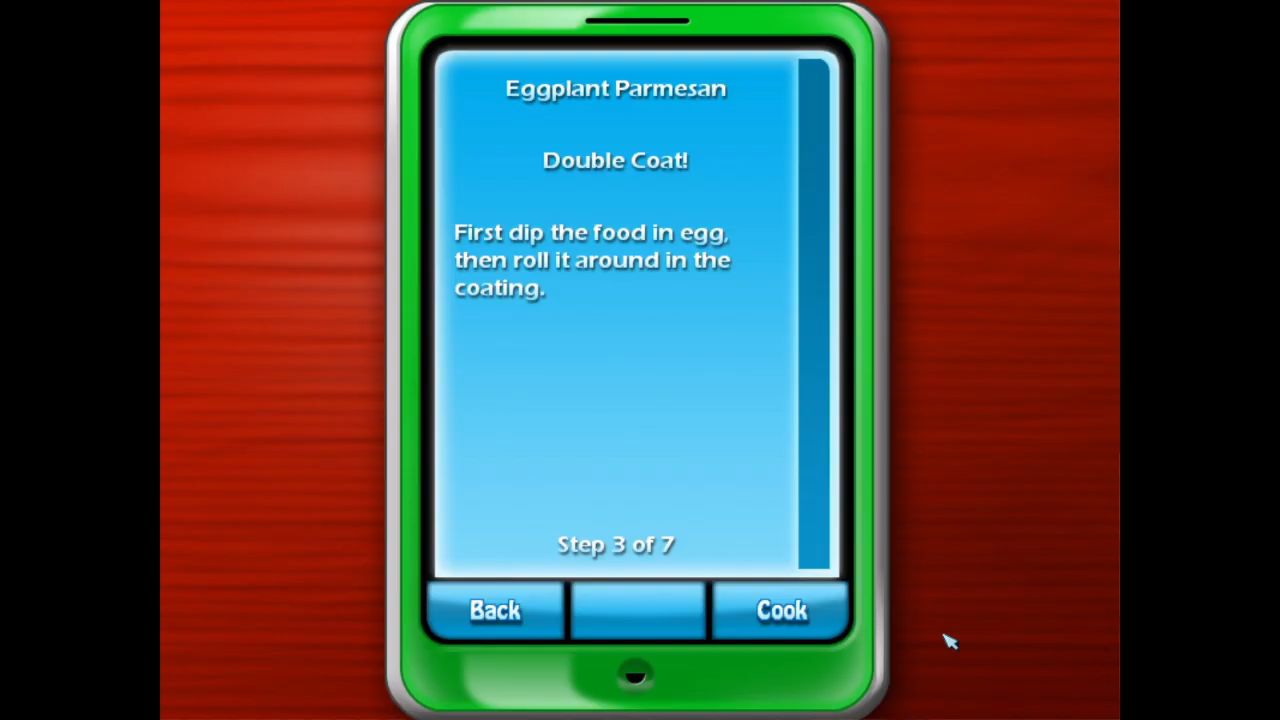 Eggplant Parmesan
Double Coat!
First dip the food in egg,
then roll it around in the
coating.
Step 3 of 7
Back
Cook